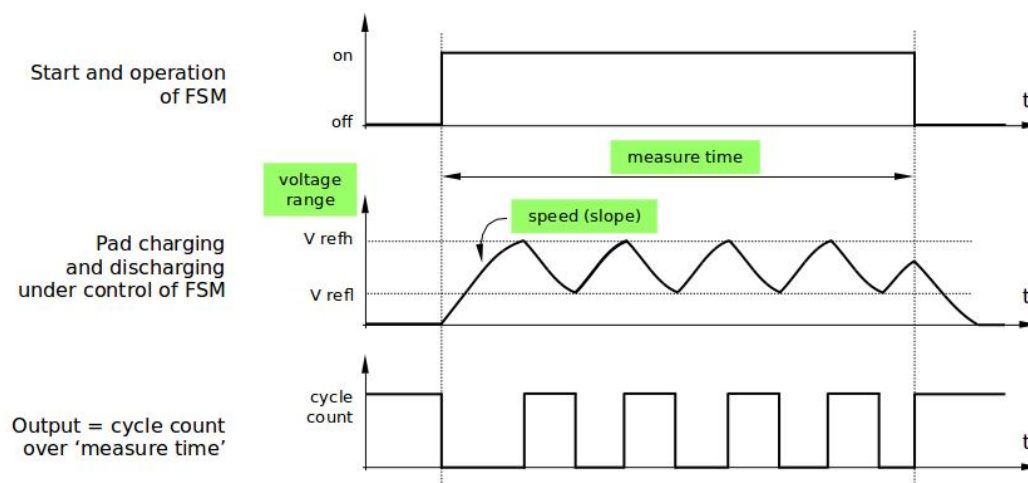 Start and operation
of FSM
on
off
t
measure time
voltage
range
speed (slope)
Pad charging
and discharging
under control of FSM
V refh
V refl
t
Output = cycle count
over ‘measure time’
cycle
count
t